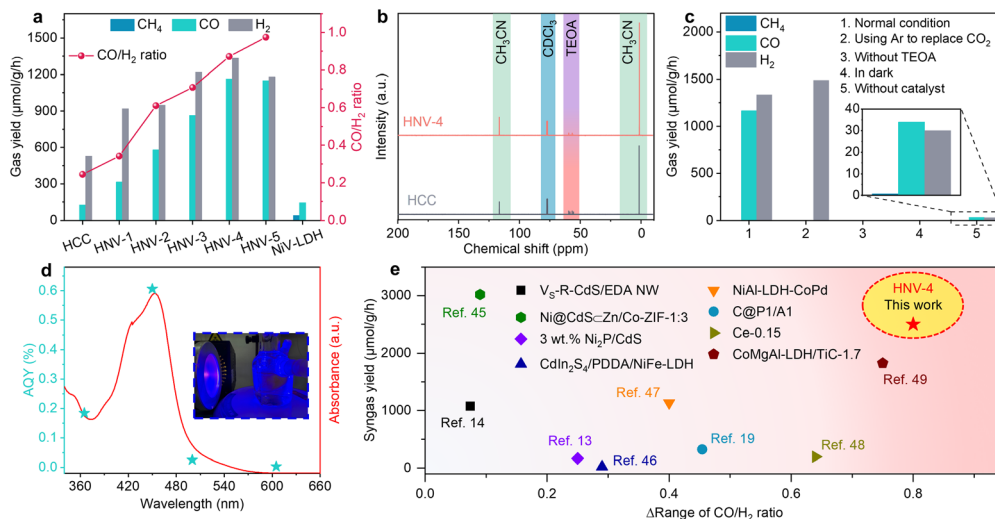 a
CH₄
CO
H₂
CO/H₂ ratio
Gas yield (μmol/g/h)
1500
1200
900
600
300
0
CO/H₂ ratio
1.0
0.8
0.6
0.4
0.2
0.0
HCC
HNV-1
HNV-2
HNV-3
HNV-4
HNV-5
NiV-LDH
b
CH₃CN
CDCl₃
TEOA
CH₃CN
Intensity (a.u.)
HNV-4
HCC
200
150
100
50
0
Chemical shift (ppm)
c
CH₄
CO
H₂
1. Normal condition
2. Using Ar to replace CO₂
3. Without TEOA
4. In dark
5. Without catalyst
Gas yield (μmol/g/h)
2000
1500
1000
500
0
40
30
20
10
0
1
2
3
4
5
d
AQY (%)
0.6
0.5
0.4
0.3
0.2
0.1
0.0
Absorbance (a.u.)
360
420
480
540
600
660
Wavelength (nm)
e
Syngas yield (μmol/g/h)
3000
2000
1000
0
Ref. 45
V_S-R-CdS/EDA NW
Ni@CdS⊂Zn/Co-ZIF-1:3
3 wt.% Ni₂P/CdS
CdIn₂S₄/PDDA/NiFe-LDH
NiAl-LDH-CoPd
C@P1/A1
Ce-0.15
CoMgAl-LDH/TiC-1.7
HNV-4
This work
Ref. 49
Ref. 47
Ref. 14
Ref. 13
Ref. 46
Ref. 19
Ref. 48
0.0
0.2
0.4
0.6
0.8
ΔRange of CO/H₂ ratio